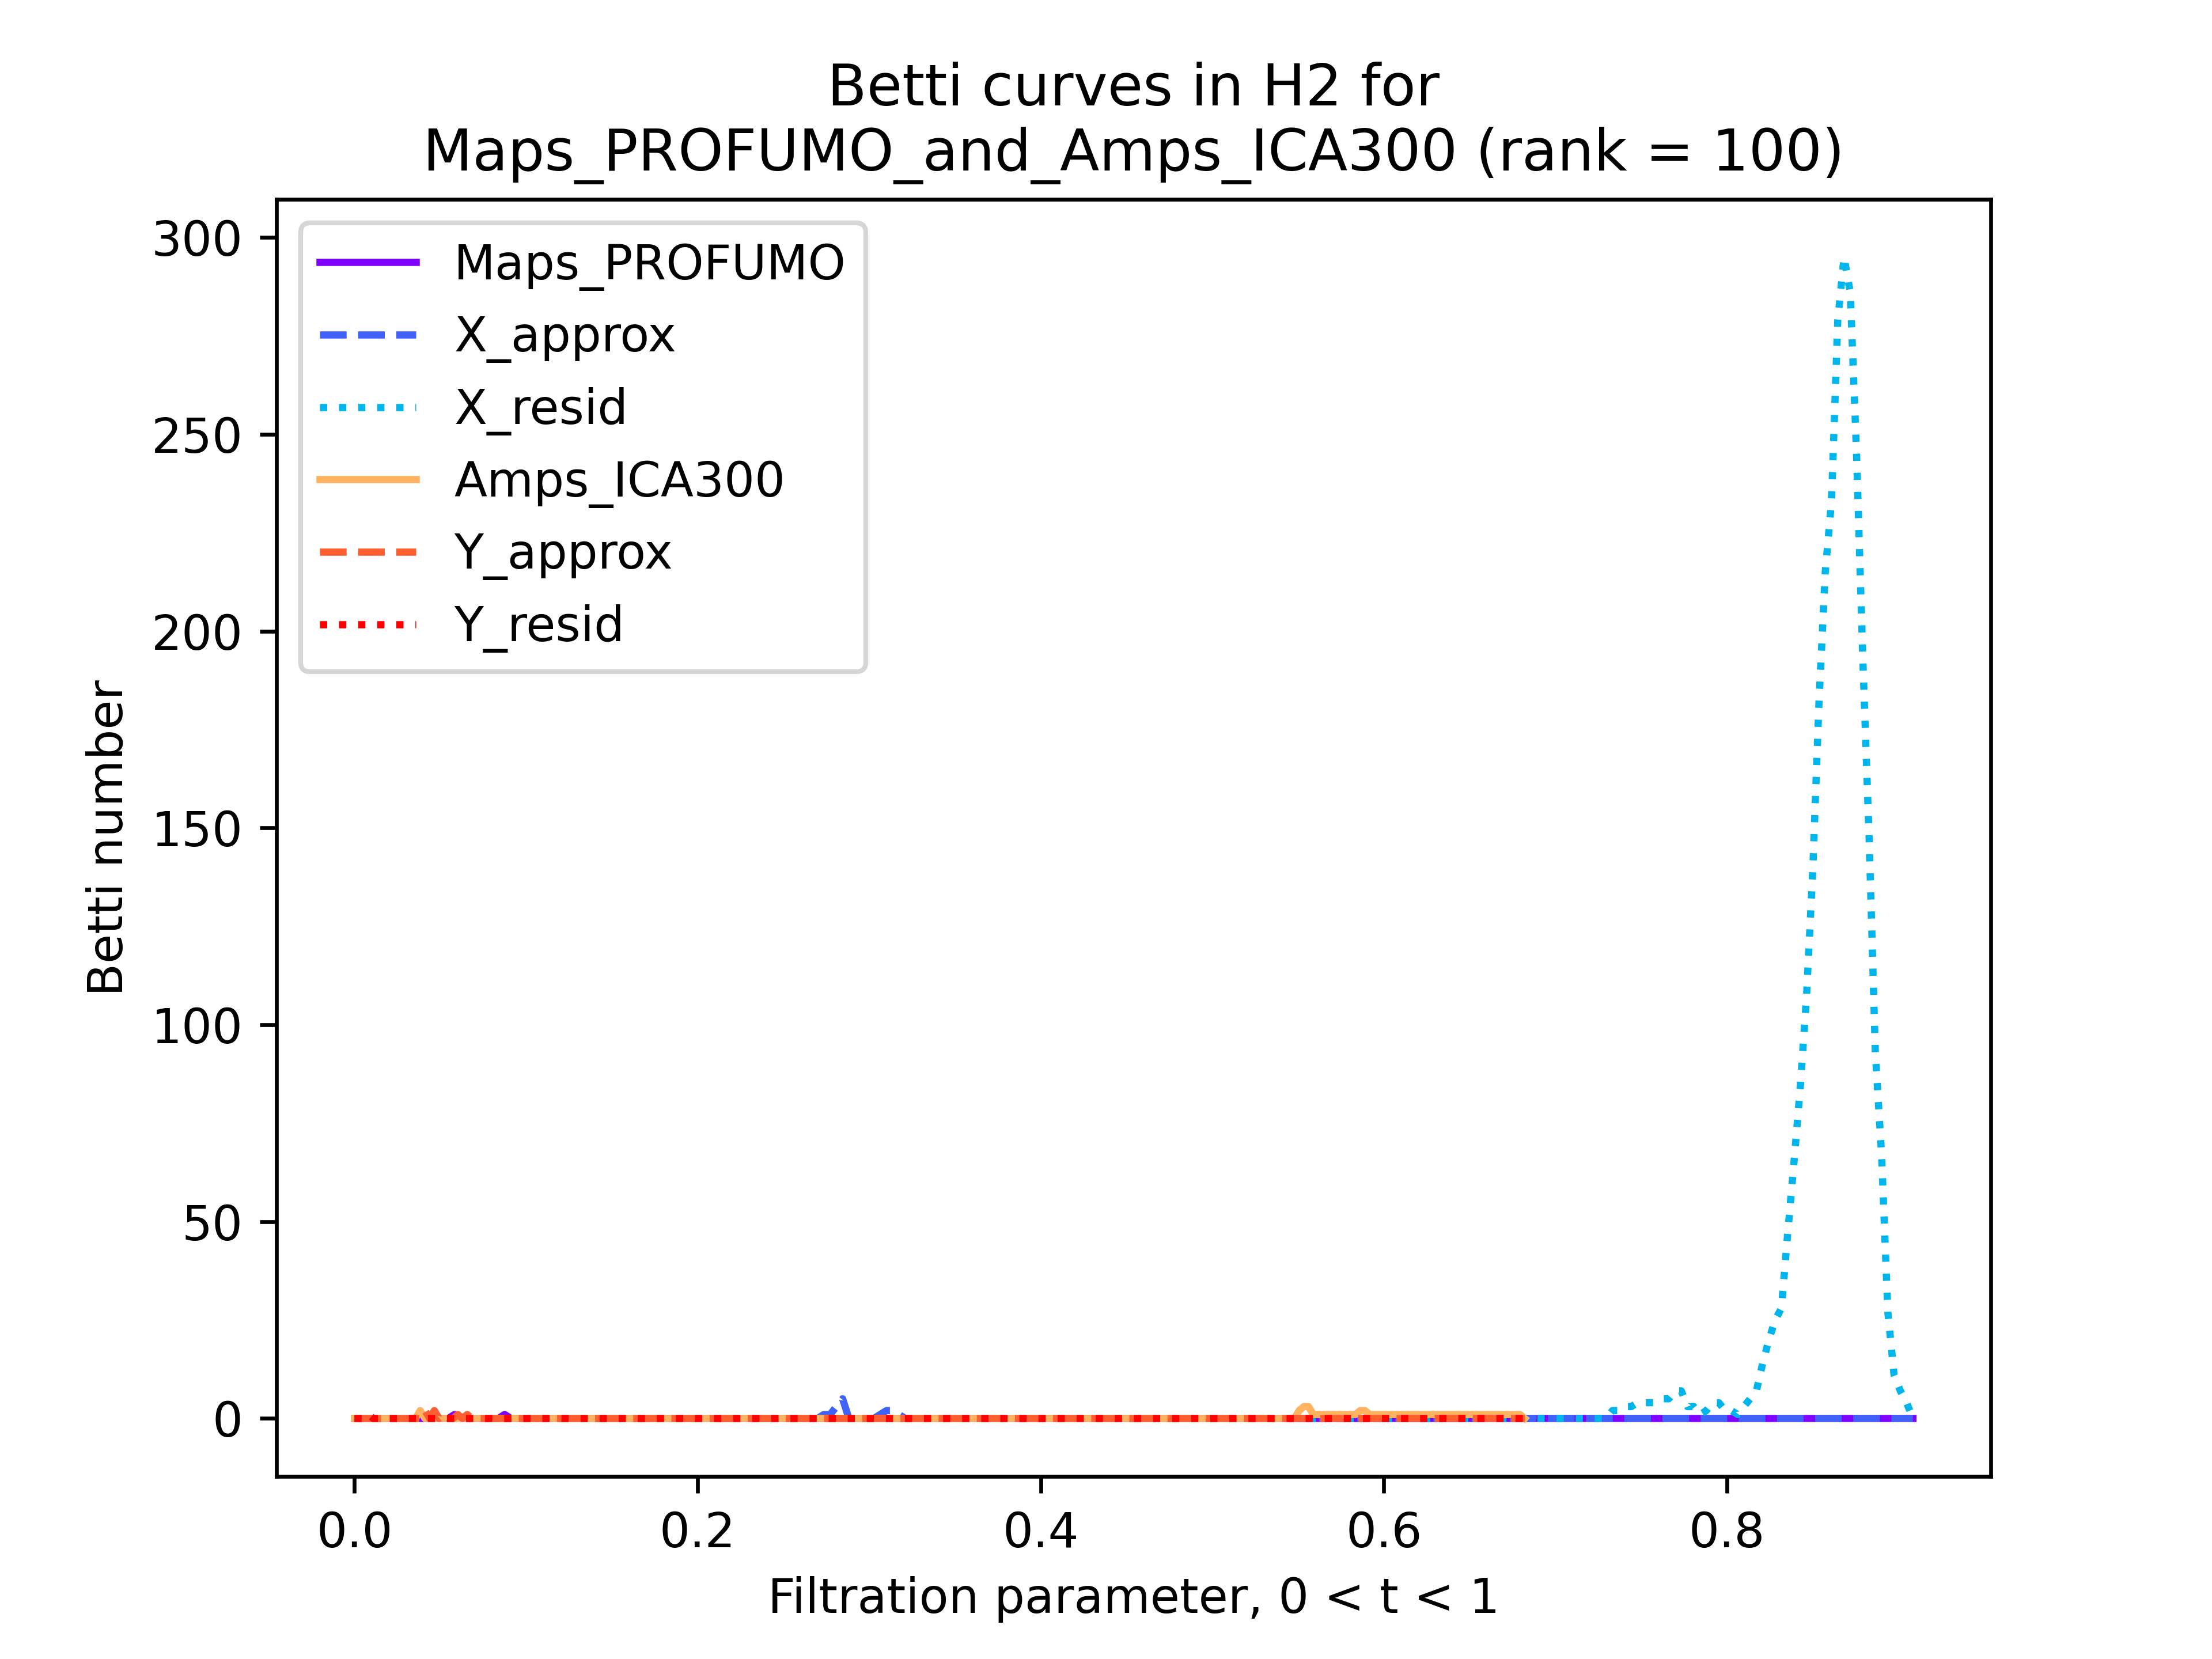 Betti curves in H2 for
Maps_PROFUMO_and_Amps_ICA300 (rank = 100)
300
250
200
150
100
50
0
Betti number
Maps_PROFUMO
X_approx
X_resid
Amps_ICA300
Y_approx
Y_resid
0.0 0.2 0.4 0.6 0.8
Filtration parameter, 0 < t < 1